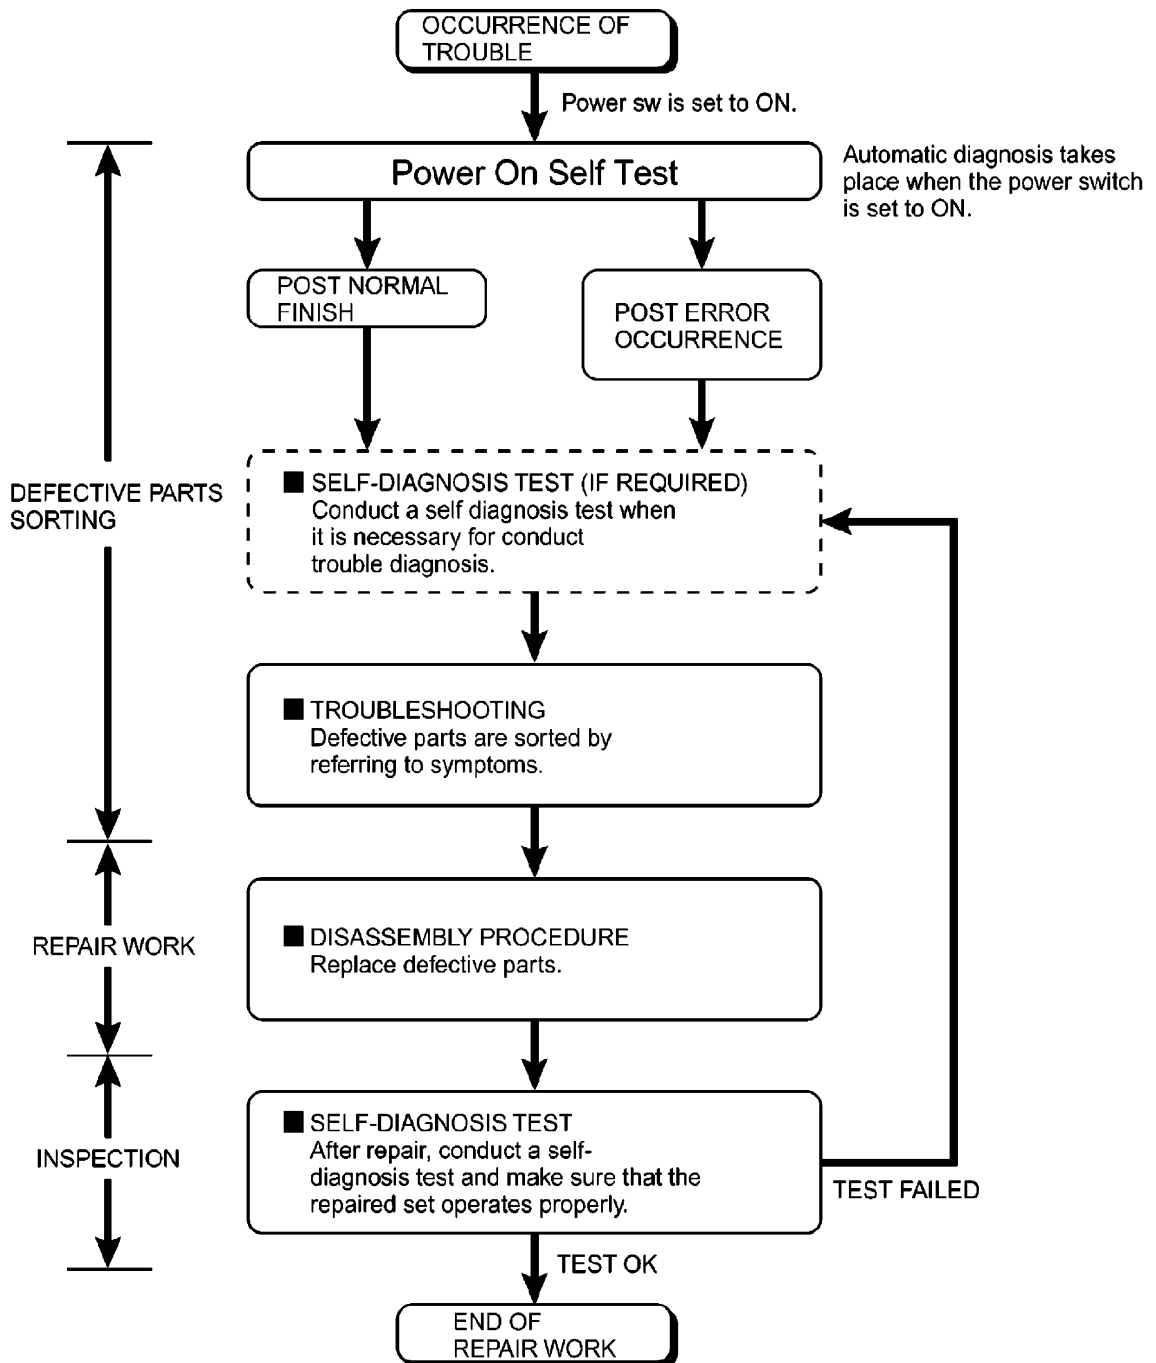 OCCURRENCE OF
TROUBLE
Power sw is set to ON.
Power On Self Test
Automatic diagnosis takes
place when the power switch
is set to ON.
POST NORMAL
FINISH
POST ERROR
OCCURRENCE
DEFECTIVE PARTS
SORTING
■ SELF-DIAGNOSIS TEST (IF REQUIRED)
Conduct a self diagnosis test when
it is necessary for conduct
trouble diagnosis.
■ TROUBLESHOOTING
Defective parts are sorted by
referring to symptoms.
REPAIR WORK
■ DISASSEMBLY PROCEDURE
Replace defective parts.
INSPECTION
■ SELF-DIAGNOSIS TEST
After repair, conduct a self-
diagnosis test and make sure that the
repaired set operates properly.
TEST FAILED
TEST OK
END OF
REPAIR WORK